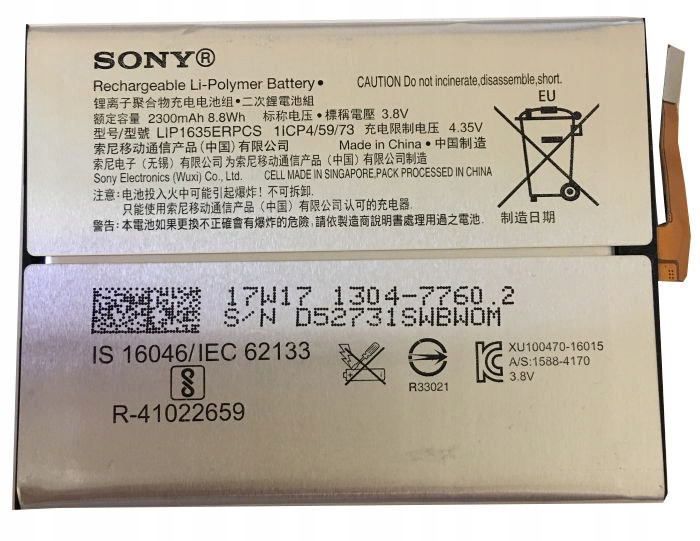 SONY®
Rechargeable Li-Polymer Battery • CAUTION Do not incinerate,disassemble,short.
锂离子聚合物充电电池组 • 二次鋰電池組
EU
额定容量 2300mAh 8.8Wh 标称电压 • 標稱電壓 3.8V
型号/型號 LIP1635ERPCS 1ICP4/59/73 充电限制电压 4.35V
索尼移动通信产品(中国)有限公司 Made in China • 中国制造
索尼电子(无锡)有限公司为索尼移动通信产品(中国)有限公司制造
Sony Electronics (Wuxi) Co., Ltd. CELL MADE IN SINGAPORE,PACK PROCESSED IN CHINA
注意:电池投入火中可能引起爆炸!不可拆卸.
只能使用索尼移动通信产品(中国)有限公司认可的充电器.
警告:本電池如果更換不正確會有爆炸的危險,請依製造商說明書處理用過之電池.
制造日期
17W17 1304-7760.2
S/N D52731SWBWOM
IS 16046/IEC 62133
R-41022659
R33021
XU100470-16015
A/S:1588-4170
3.8V